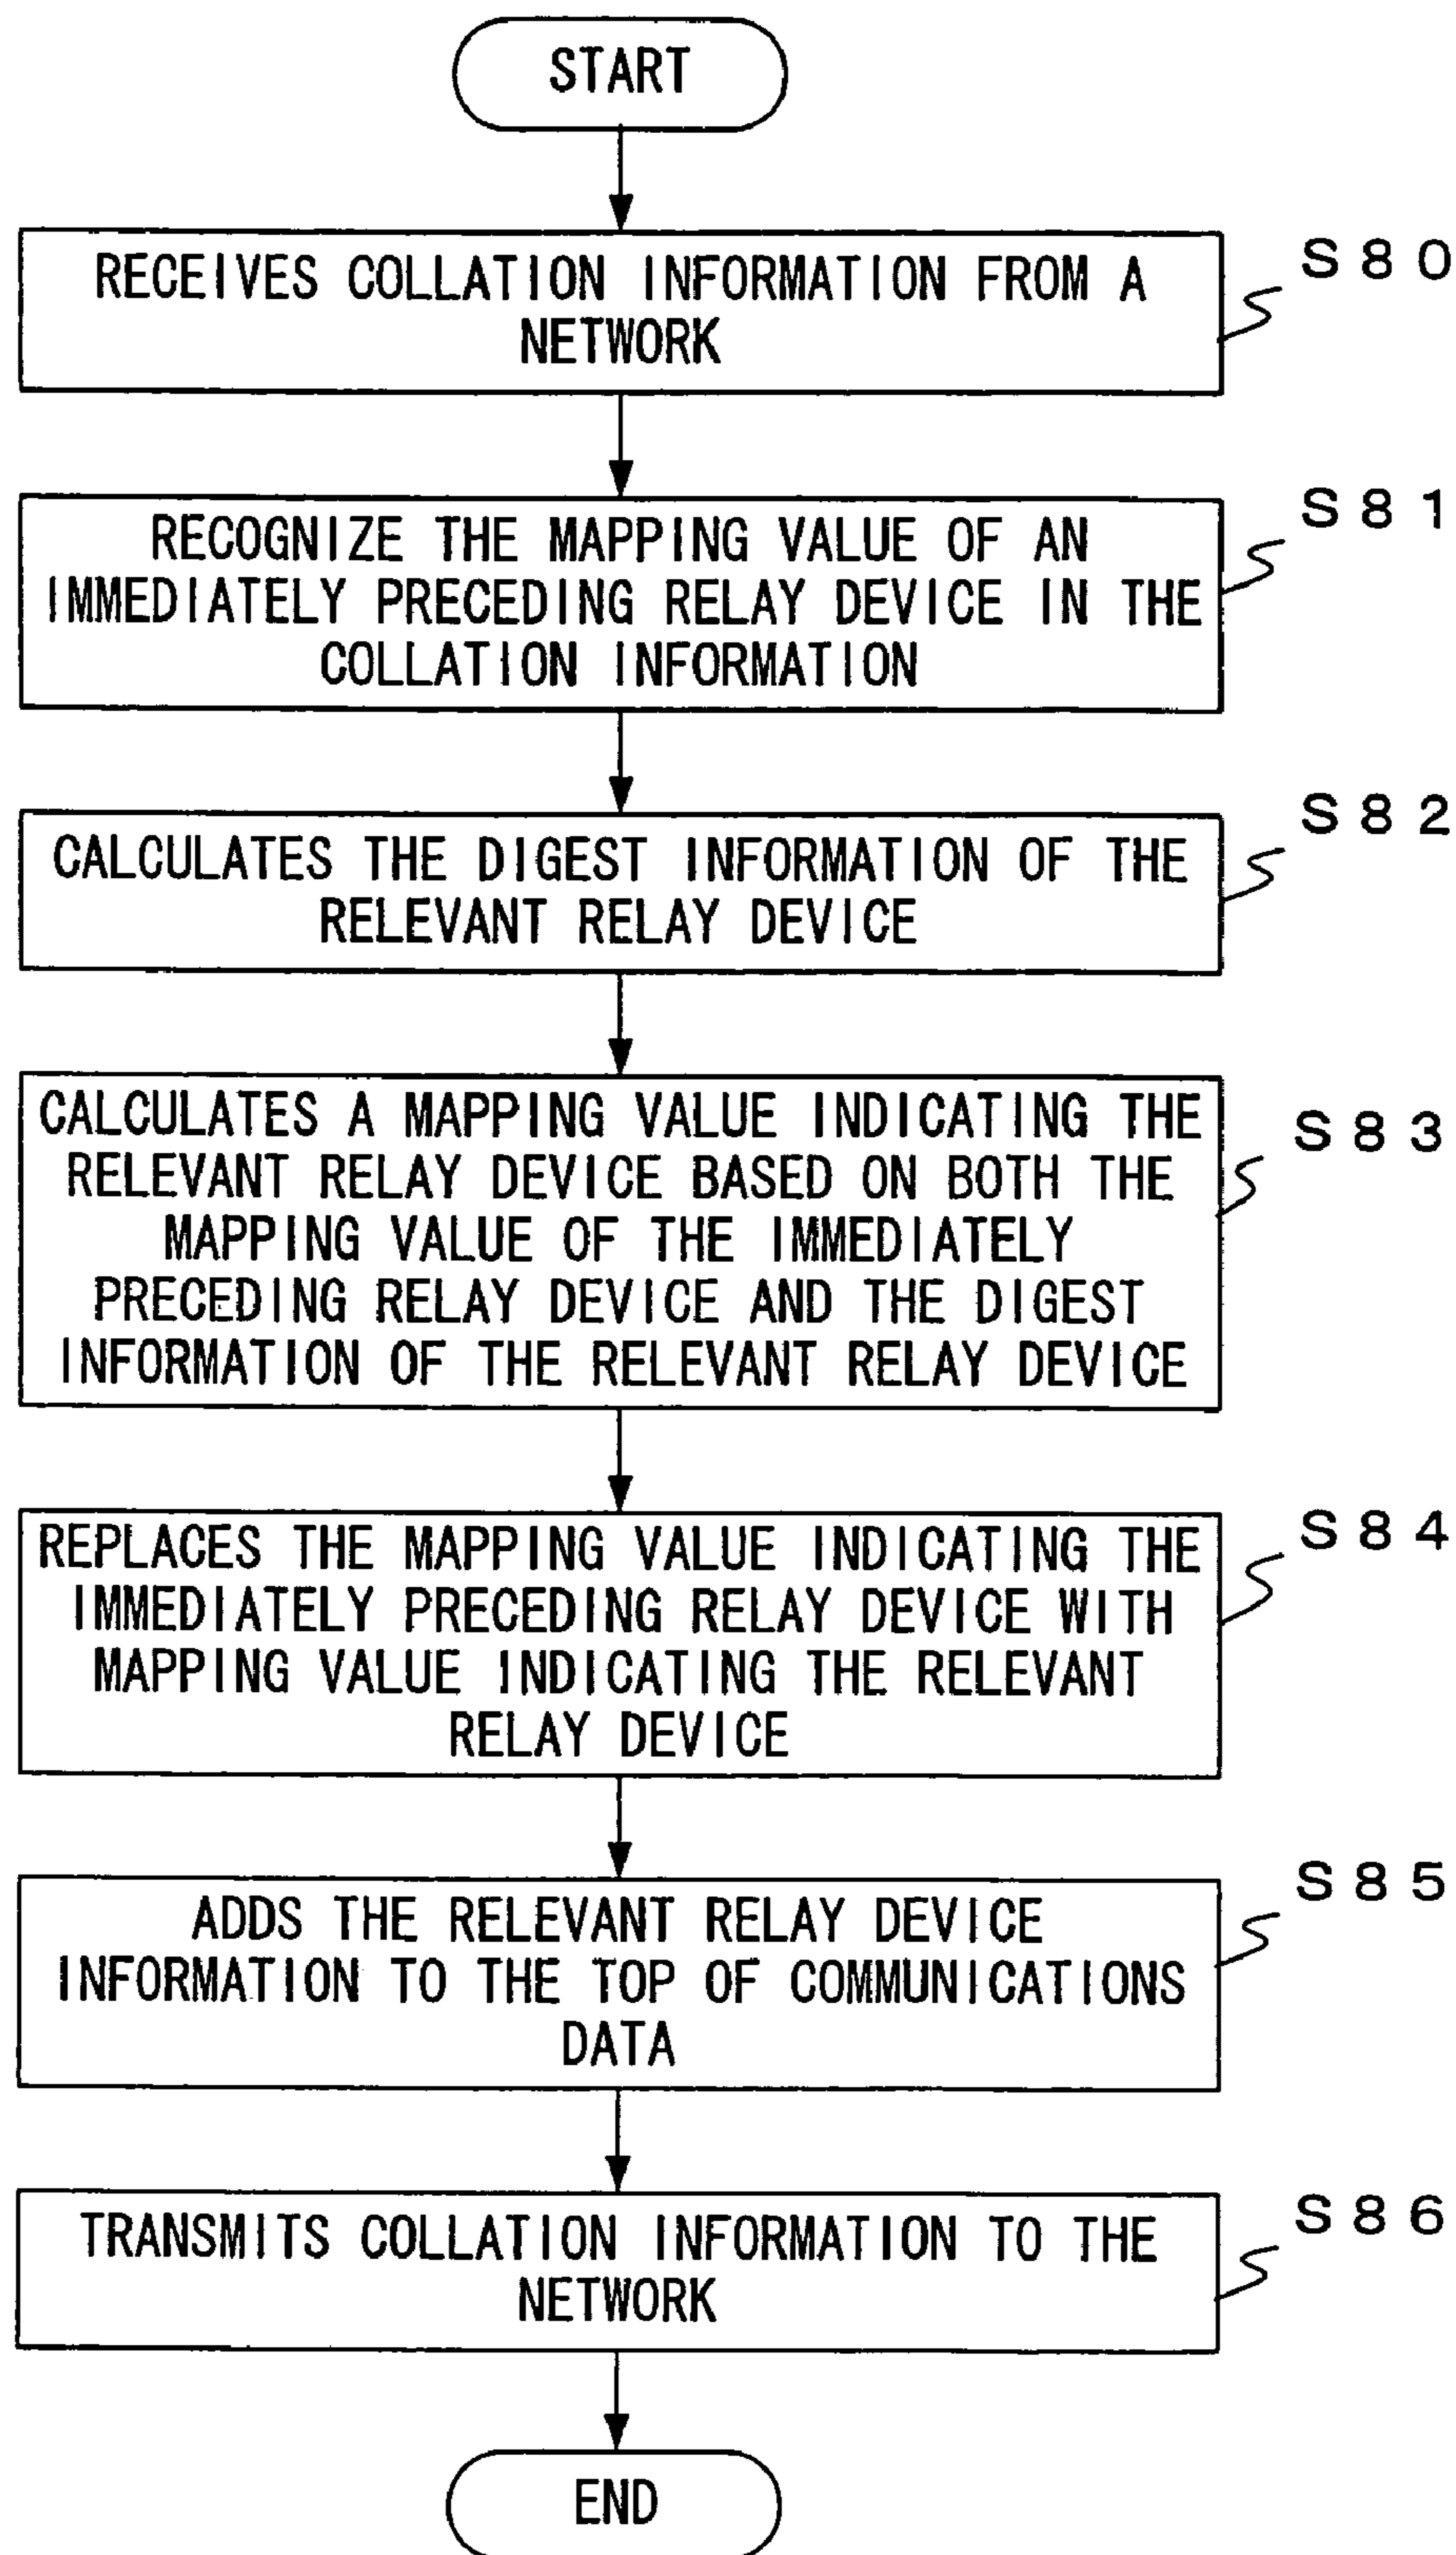 START
RECEIVES COLLATION INFORMATION FROM A
NETWORK
S80
RECOGNIZE THE MAPPING VALUE OF AN
IMMEDIATELY PRECEDING RELAY DEVICE IN THE
COLLATION INFORMATION
S81
CALCULATES THE DIGEST INFORMATION OF THE
RELEVANT RELAY DEVICE
S82
CALCULATES A MAPPING VALUE INDICATING THE
RELEVANT RELAY DEVICE BASED ON BOTH THE
MAPPING VALUE OF THE IMMEDIATELY
PRECEDING RELAY DEVICE AND THE DIGEST
INFORMATION OF THE RELEVANT RELAY DEVICE
S83
REPLACES THE MAPPING VALUE INDICATING THE
IMMEDIATELY PRECEDING RELAY DEVICE WITH
MAPPING VALUE INDICATING THE RELEVANT
RELAY DEVICE
S84
ADDS THE RELEVANT RELAY DEVICE
INFORMATION TO THE TOP OF COMMUNICATIONS
DATA
S85
TRANSMITS COLLATION INFORMATION TO THE
NETWORK
S86
END